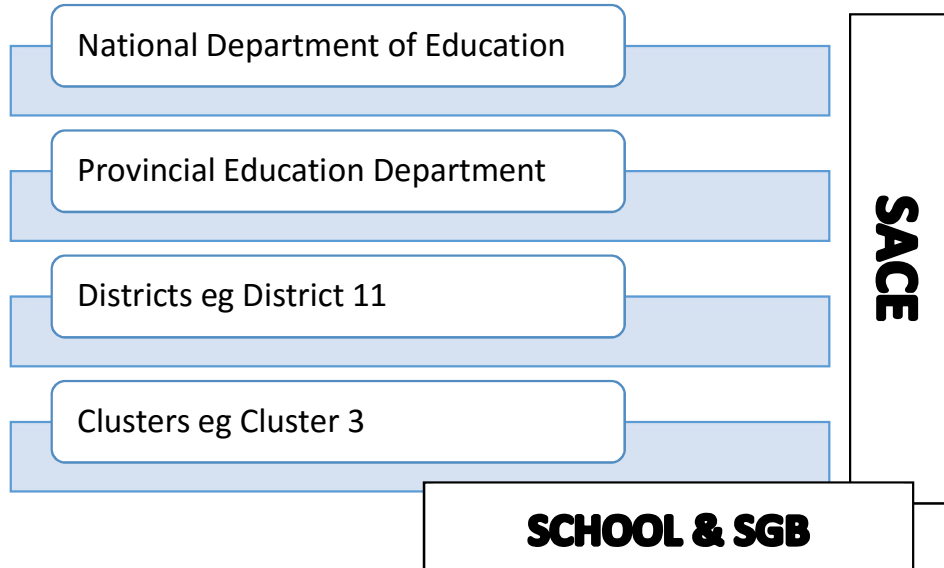 National Department of Education
Provincial Education Department
Districts eg District 11
Clusters eg Cluster 3
SACE
SCHOOL & SGB